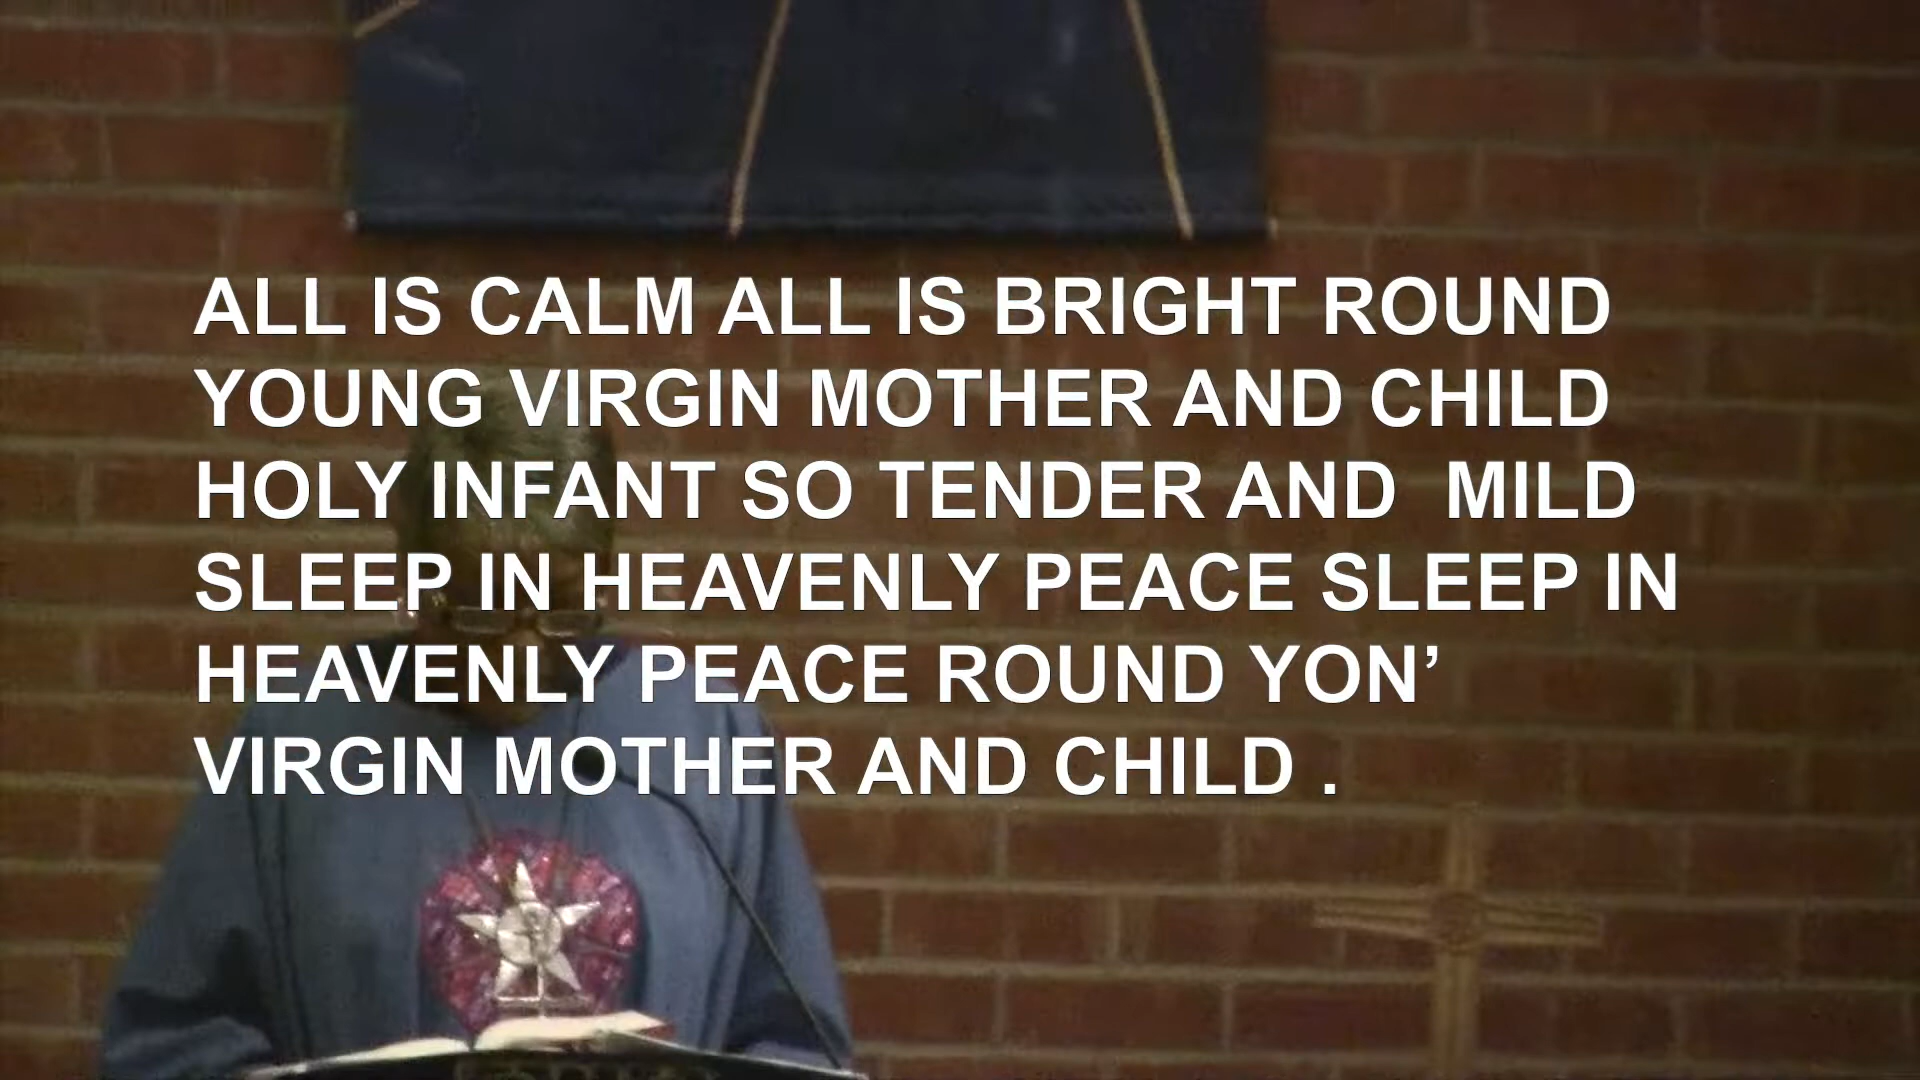 ALL IS CALM ALL IS BRIGHT ROUND
YOUNG VIRGIN MOTHER AND CHILD
HOLY INFANT SO TENDER AND  MILD
SLEEP IN HEAVENLY PEACE SLEEP IN
HEAVENLY PEACE ROUND YON’
VIRGIN MOTHER AND CHILD .